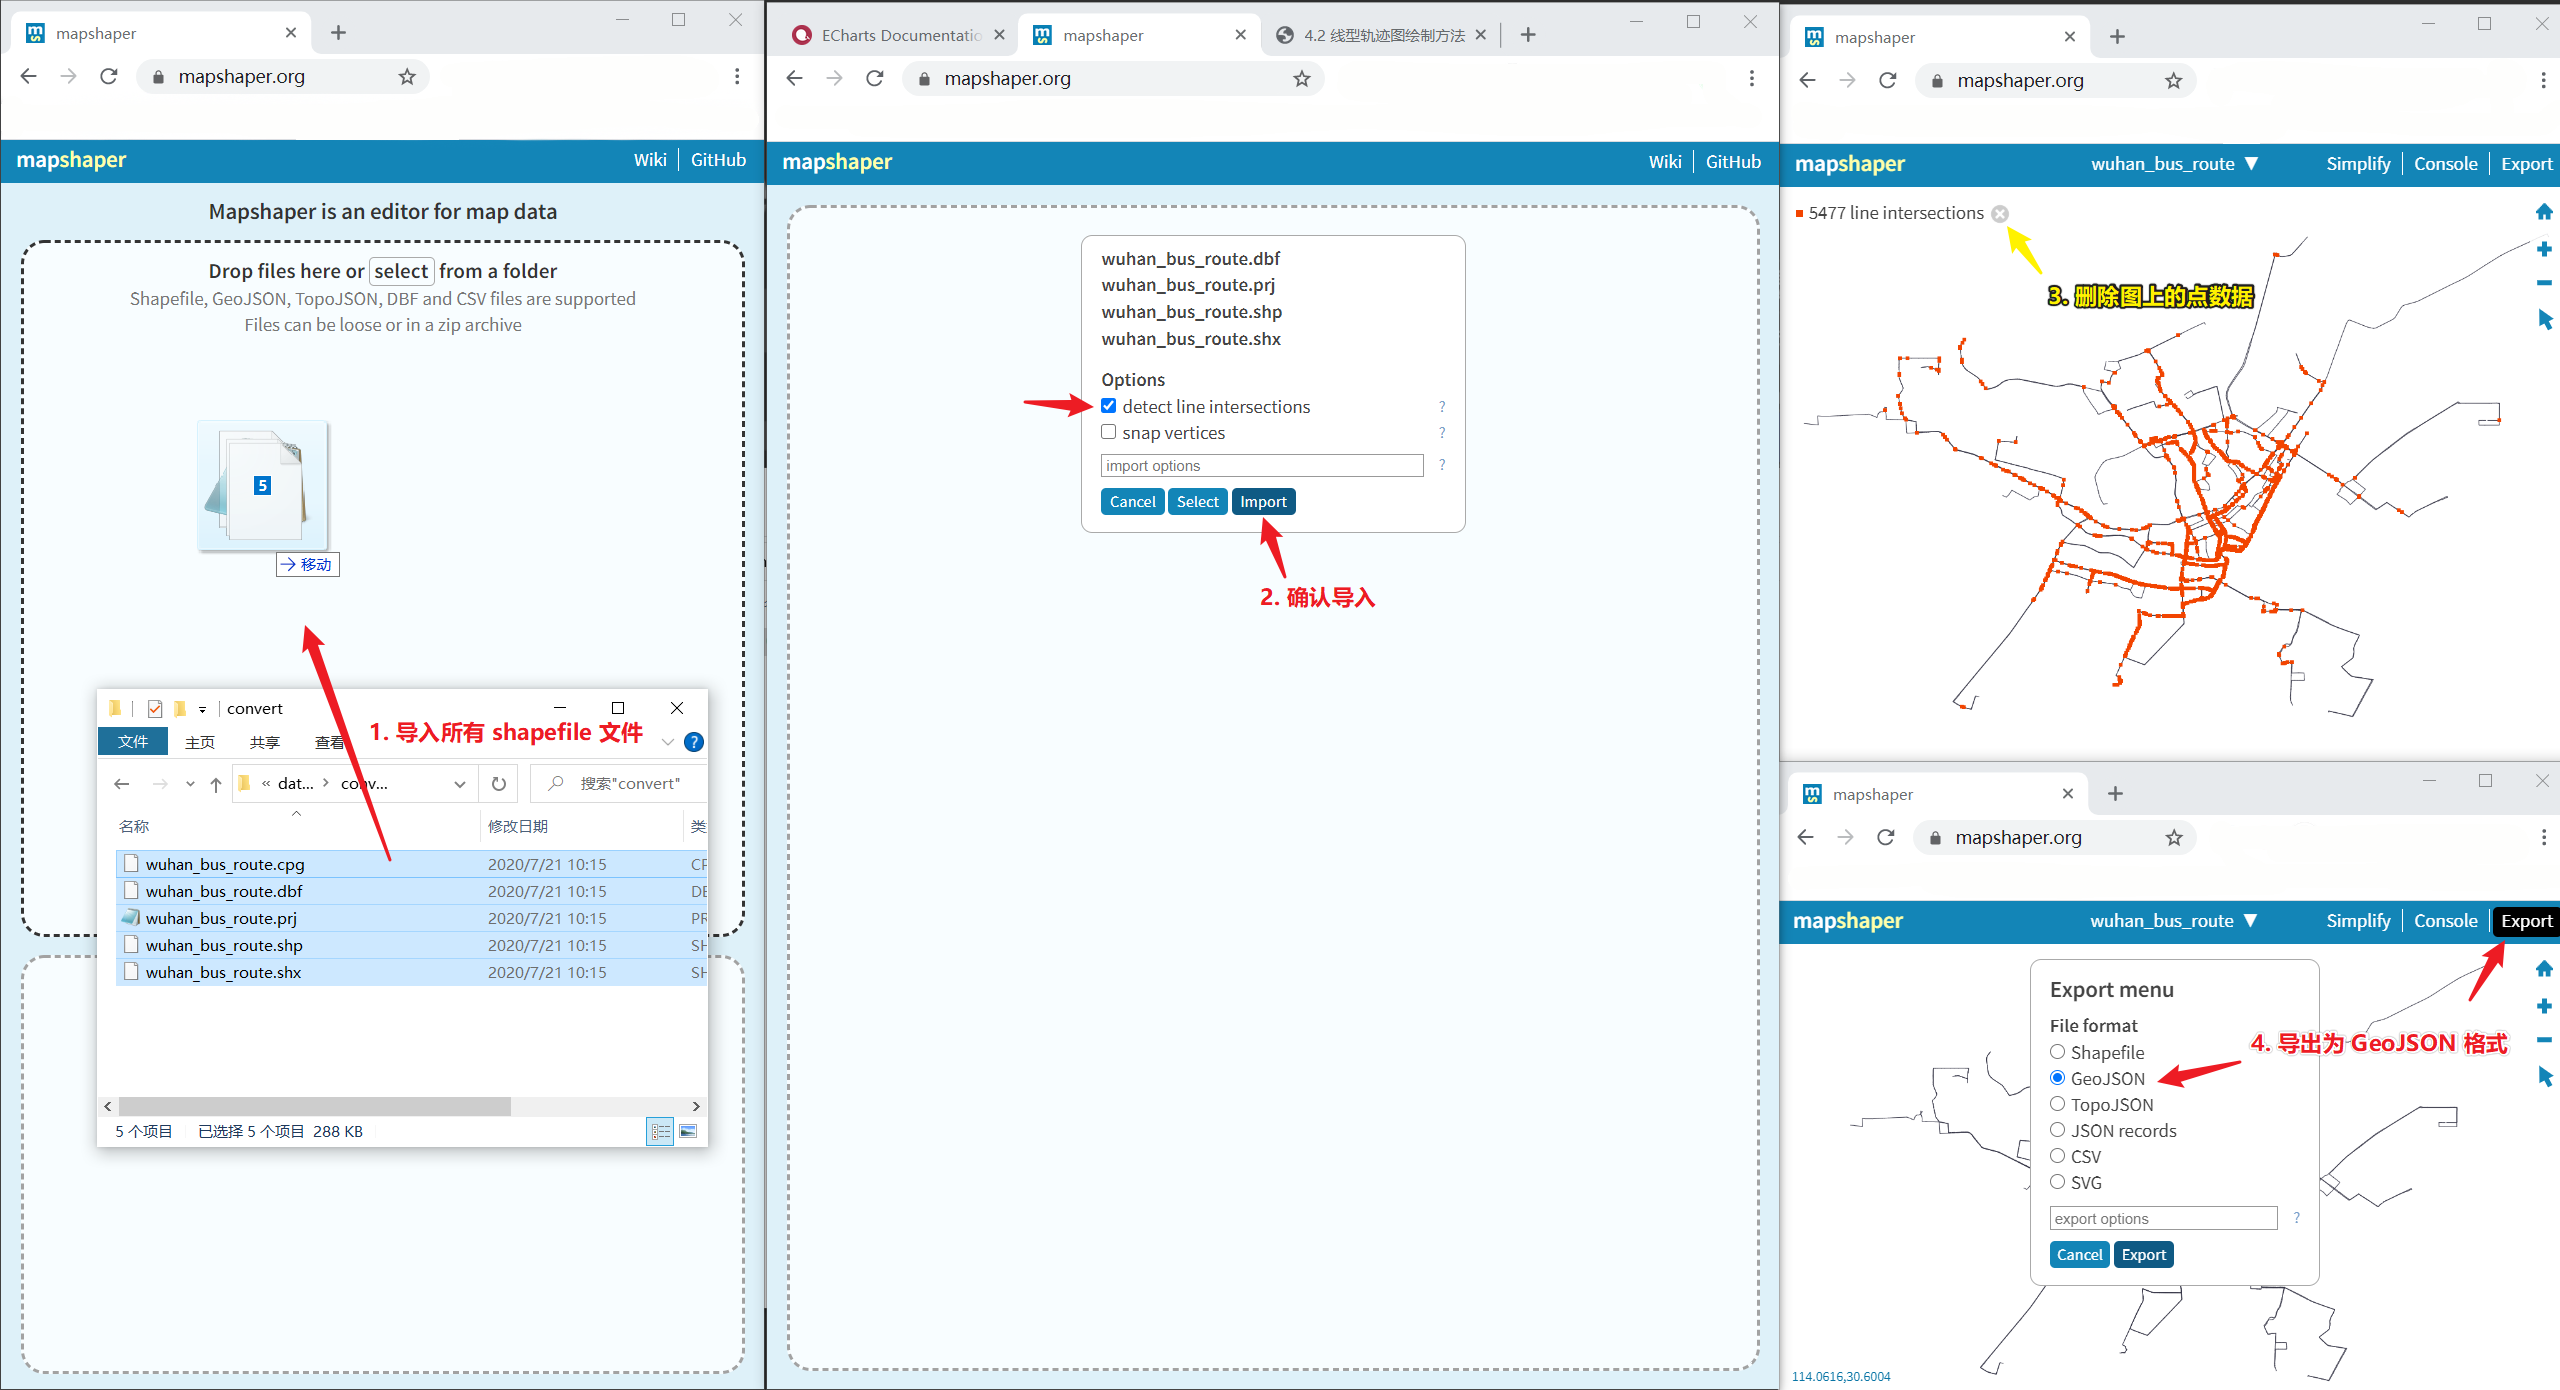 mapshaper
mapshaper.org
mapshaper
Wiki
GitHub
Mapshaper is an editor for map data
Drop files here or select from a folder
Shapefile, GeoJSON, TopoJSON, DBF and CSV files are supported
Files can be loose or in a zip archive
5
移动
convert
1. 导入所有 shapefile 文件
文件 主页 共享 查看
dat... conv... 搜索"convert"
名称 修改日期 类
wuhan_bus_route.cpg 2020/7/21 10:15 CP
wuhan_bus_route.dbf 2020/7/21 10:15 DE
wuhan_bus_route.prj 2020/7/21 10:15 PR
wuhan_bus_route.shp 2020/7/21 10:15 SH
wuhan_bus_route.shx 2020/7/21 10:15 SH
5 个项目 已选择 5 个项目 288 KB
ECharts Documentatio
mapshaper
4.2 线型轨迹图绘制方法
mapshaper.org
mapshaper
Wiki
GitHub
wuhan_bus_route.dbf
wuhan_bus_route.prj
wuhan_bus_route.shp
wuhan_bus_route.shx
Options
detect line intersections ?
snap vertices ?
import options ?
Cancel Select Import
2. 确认导入
mapshaper
mapshaper.org
mapshaper
wuhan_bus_route ▼
Simplify
Console
Export
5477 line intersections
3. 删除图上的点数据
mapshaper
mapshaper.org
mapshaper
wuhan_bus_route ▼
Simplify
Console
Export
Export menu
File format
Shapefile
GeoJSON
TopoJSON
JSON records
CSV
SVG
export options ?
Cancel Export
4. 导出为 GeoJSON 格式
114.0616,30.6004